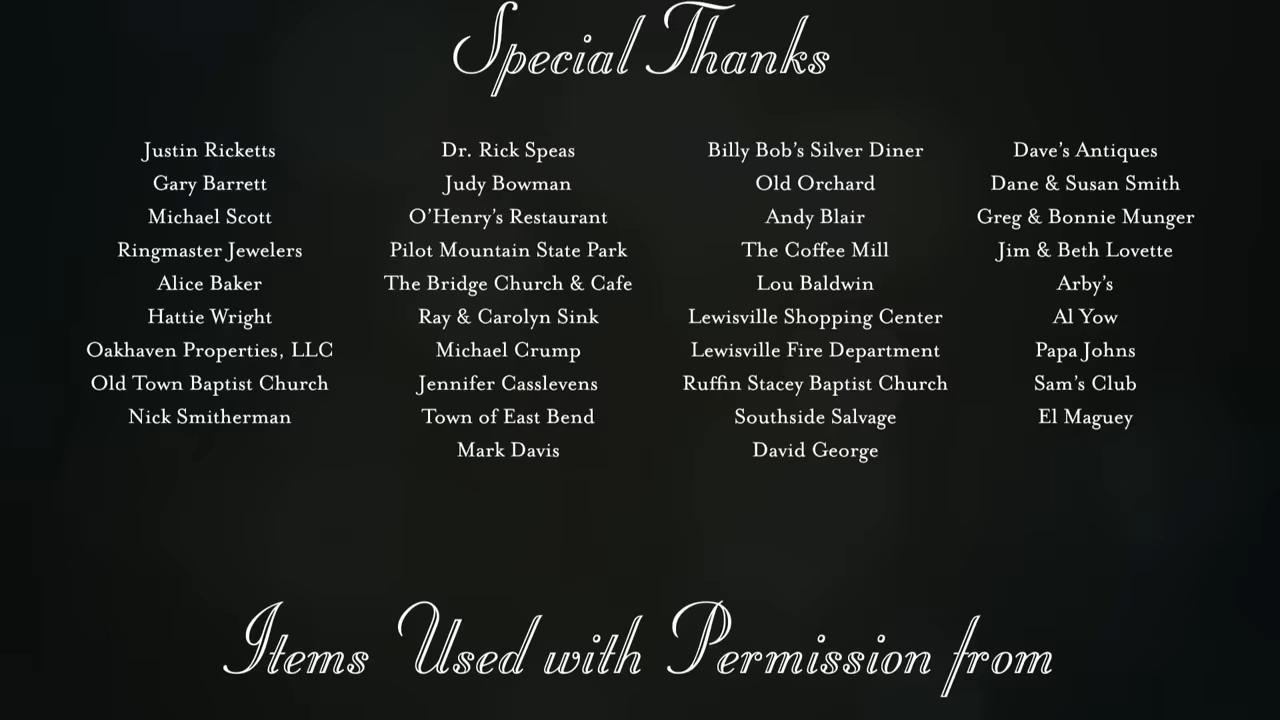 Special Thanks
Justin Ricketts
Gary Barrett
Michael Scott
Ringmaster Jewelers
Alice Baker
Hattie Wright
Oakhaven Properties, LLC
Old Town Baptist Church
Nick Smitherman
Dr. Rick Speas
Judy Bowman
O’Henry’s Restaurant
Pilot Mountain State Park
The Bridge Church & Cafe
Ray & Carolyn Sink
Michael Crump
Jennifer Casslevens
Town of East Bend
Mark Davis
Billy Bob’s Silver Diner
Old Orchard
Andy Blair
The Coffee Mill
Lou Baldwin
Lewisville Shopping Center
Lewisville Fire Department
Ruffin Stacey Baptist Church
Southside Salvage
David George
Dave’s Antiques
Dane & Susan Smith
Greg & Bonnie Munger
Jim & Beth Lovette
Arby’s
Al Yow
Papa Johns
Sam’s Club
El Maguey
Items Used with Permission from